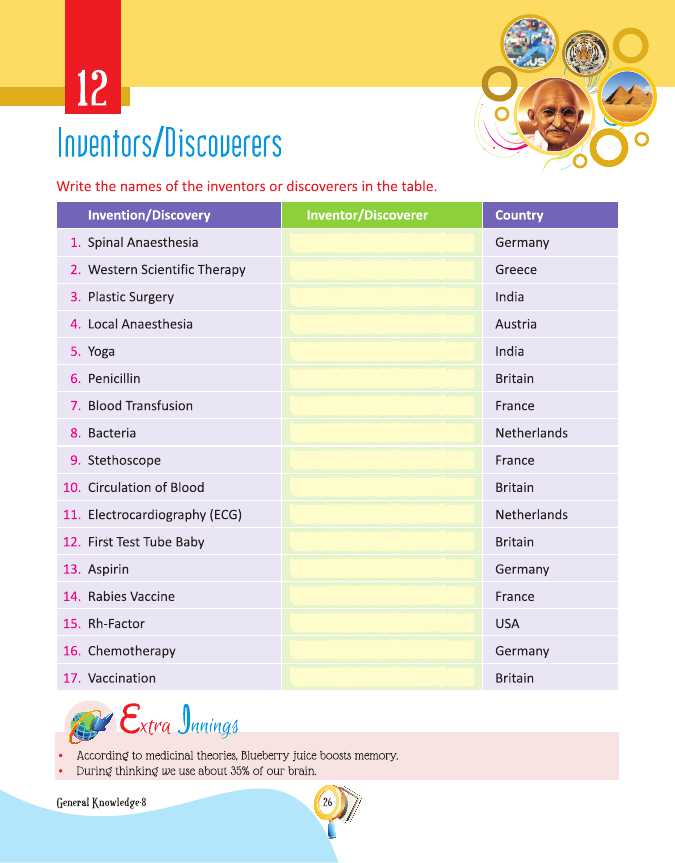 12
Inventors/Discoverers
Write the names of the inventors or discoverers in the table.
Invention/Discovery Inventor/Discoverer Country
1. Spinal Anaesthesia Germany
2. Western Scientific Therapy Greece
3. Plastic Surgery India
4. Local Anaesthesia Austria
5. Yoga India
6. Penicillin Britain
7. Blood Transfusion France
8. Bacteria Netherlands
9. Stethoscope France
10. Circulation of Blood Britain
11. Electrocardiography (ECG) Netherlands
12. First Test Tube Baby Britain
13. Aspirin Germany
14. Rabies Vaccine France
15. Rh-Factor USA
16. Chemotherapy Germany
17. Vaccination Britain
Extra Innings
• According to medicinal theories, Blueberry juice boosts memory.
• During thinking we use about 35% of our brain.
General Knowledge-8
26